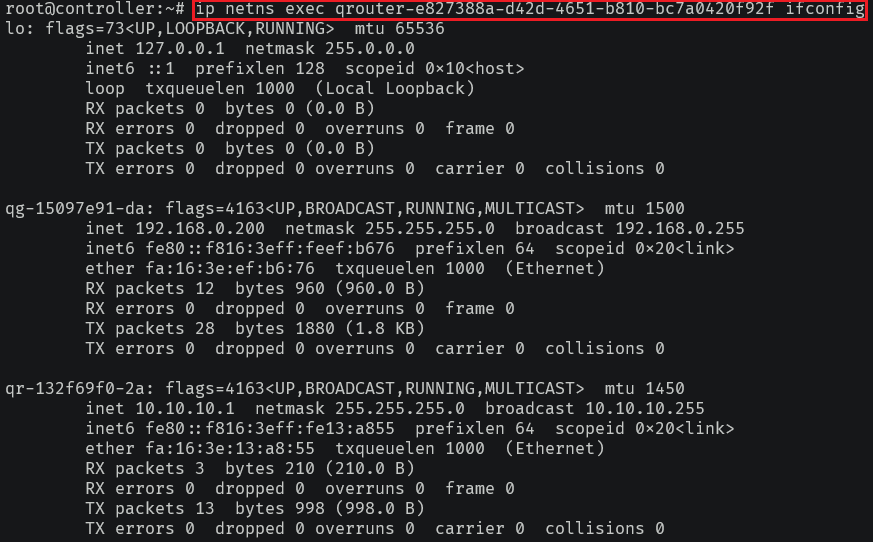 root@controller:~# ip netns exec qrouter-e827388a-d42d-4651-b810-bc7a0420f92f ifconfig
lo: flags=73<UP,LOOPBACK,RUNNING>  mtu 65536
        inet 127.0.0.1  netmask 255.0.0.0
        inet6 ::1  prefixlen 128  scopeid 0×10<host>
        loop  txqueuelen 1000  (Local Loopback)
        RX packets 0  bytes 0 (0.0 B)
        RX errors 0  dropped 0  overruns 0  frame 0
        TX packets 0  bytes 0 (0.0 B)
        TX errors 0  dropped 0 overruns 0  carrier 0  collisions 0

qg-15097e91-da: flags=4163<UP,BROADCAST,RUNNING,MULTICAST>  mtu 1500
        inet 192.168.0.200  netmask 255.255.255.0  broadcast 192.168.0.255
        inet6 fe80::f816:3eff:feef:b676  prefixlen 64  scopeid 0×20<link>
        ether fa:16:3e:ef:b6:76  txqueuelen 1000  (Ethernet)
        RX packets 12  bytes 960 (960.0 B)
        RX errors 0  dropped 0  overruns 0  frame 0
        TX packets 28  bytes 1880 (1.8 KB)
        TX errors 0  dropped 0 overruns 0  carrier 0  collisions 0

qr-132f69f0-2a: flags=4163<UP,BROADCAST,RUNNING,MULTICAST>  mtu 1450
        inet 10.10.10.1  netmask 255.255.255.0  broadcast 10.10.10.255
        inet6 fe80::f816:3eff:fe13:a855  prefixlen 64  scopeid 0×20<link>
        ether fa:16:3e:13:a8:55  txqueuelen 1000  (Ethernet)
        RX packets 3  bytes 210 (210.0 B)
        RX errors 0  dropped 0  overruns 0  frame 0
        TX packets 13  bytes 998 (998.0 B)
        TX errors 0  dropped 0 overruns 0  carrier 0  collisions 0